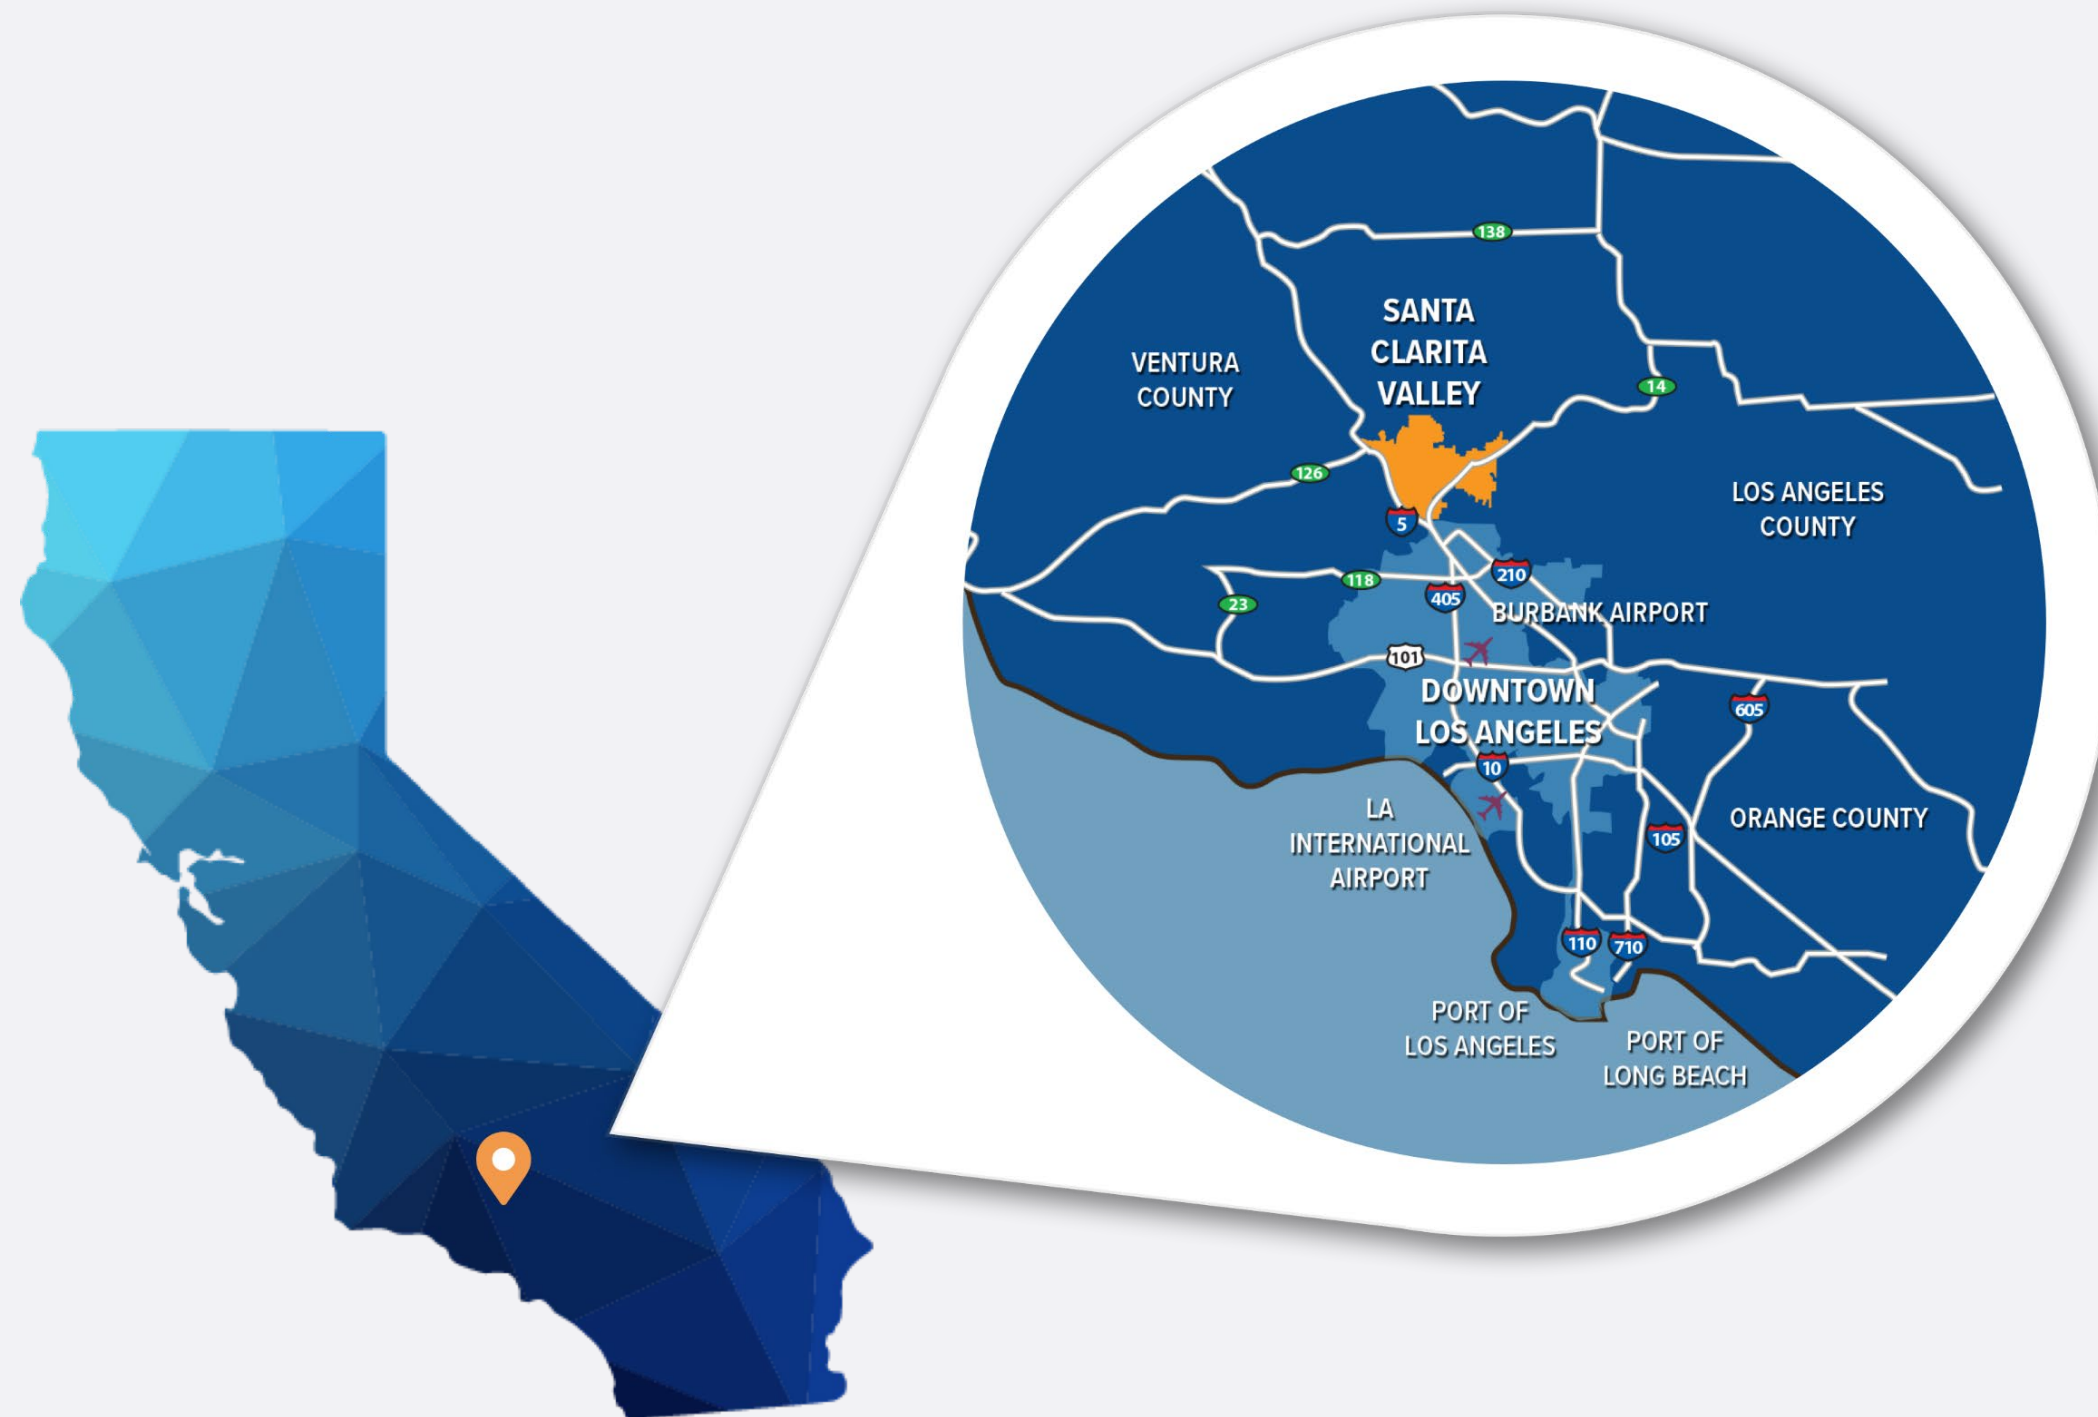 138
SANTA
CLARITA
VALLEY
VENTURA
COUNTY
14
126
LOS ANGELES
COUNTY
5
118
210
405
23
BURBANK AIRPORT
101
DOWNTOWN
LOS ANGELES
605
10
LA
INTERNATIONAL
AIRPORT
ORANGE COUNTY
105
110
710
PORT OF
LOS ANGELES
PORT OF
LONG BEACH